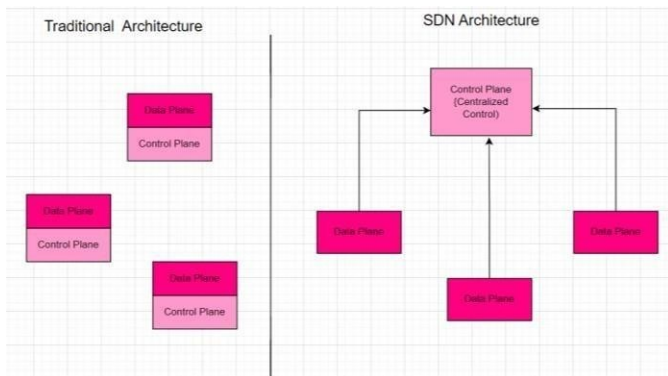 Traditional Architecture
SDN Architecture
Data Plane
Control Plane
Data Plane
Control Plane
Data Plane
Control Plane
Control Plane
(Centralized
Control)
Data Plane
Data Plane
Data Plane